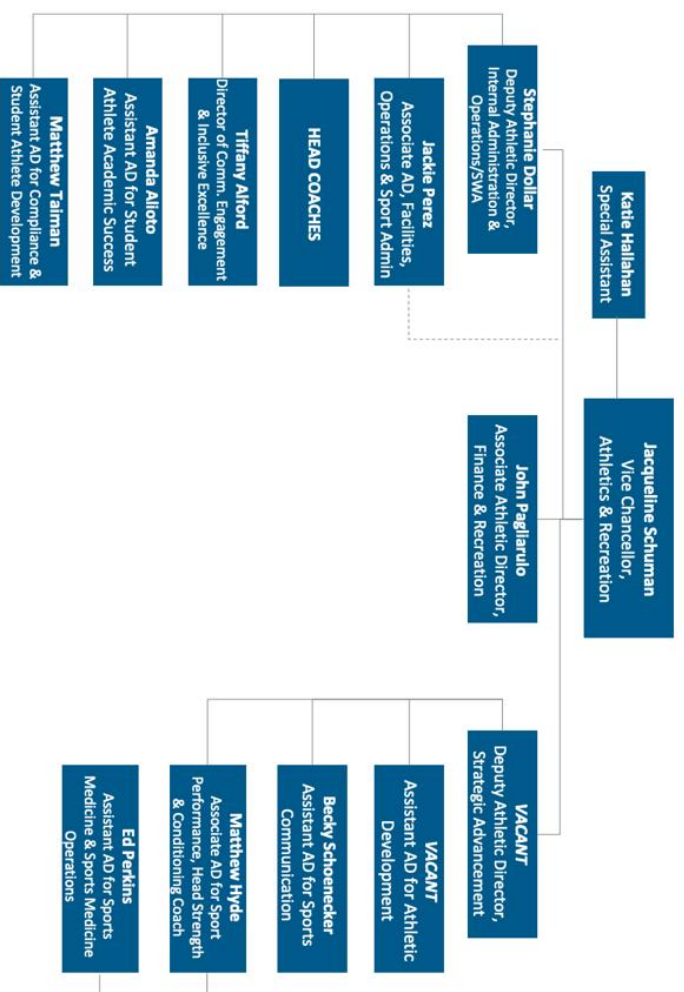 Jacqueline Schuman
Vice Chancellor,
Athletics & Recreation
Katie Hallahan
Special Assistant
Stephanie Dollar
Deputy Athletic Director,
Internal Administration &
Operations/SWA
Jackie Perez
Associate AD, Facilities,
Operations & Sport Admin
HEAD COACHES
Tiffany Alford
Director of Comm. Engagement
& Inclusive Excellence
Amanda Alioto
Assistant AD for Student
Athlete Academic Success
Matthew Taiman
Assistant AD for Compliance &
Student Athlete Development
John Pagliarulo
Associate Athletic Director,
Finance & Recreation
VACANT
Deputy Athletic Director,
Strategic Advancement
VACANT
Assistant AD for Athletic
Development
Becky Schoenecker
Assistant AD for Sports
Communication
Matthew Hyde
Associate AD for Sport
Performance, Head Strength
& Conditioning Coach
Ed Perkins
Assistant AD for Sports
Medicine & Sports Medicine
Operations